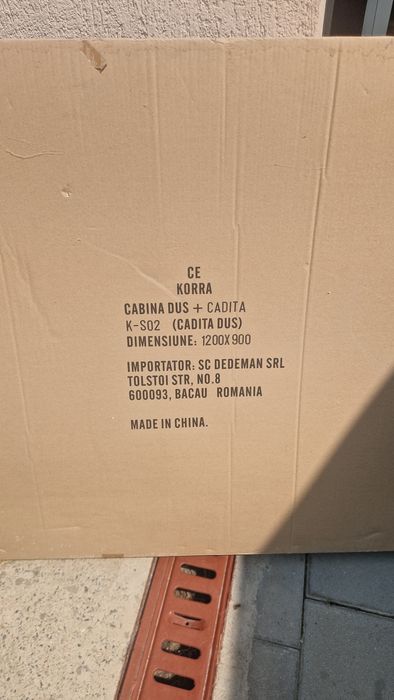 CE
KORRA
CABINA DUS + CADITA
K-S02 (CADITA DUS)
DIMENSIUNE: 1200X900
IMPORTATOR: SC DEDEMAN SRL
TOLSTOI STR, NO.8
600093, BACAU ROMANIA
MADE IN CHINA.